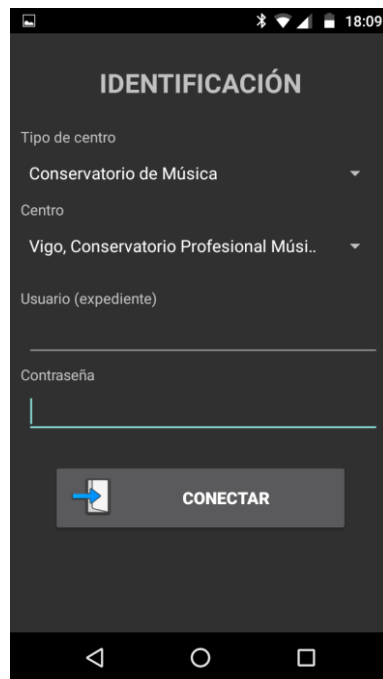 18:09
IDENTIFICACIÓN
Tipo de centro
Conservatorio de Música
Centro
Vigo, Conservatorio Profesional Músi..
Usuario (expediente)
Contraseña
CONECTAR